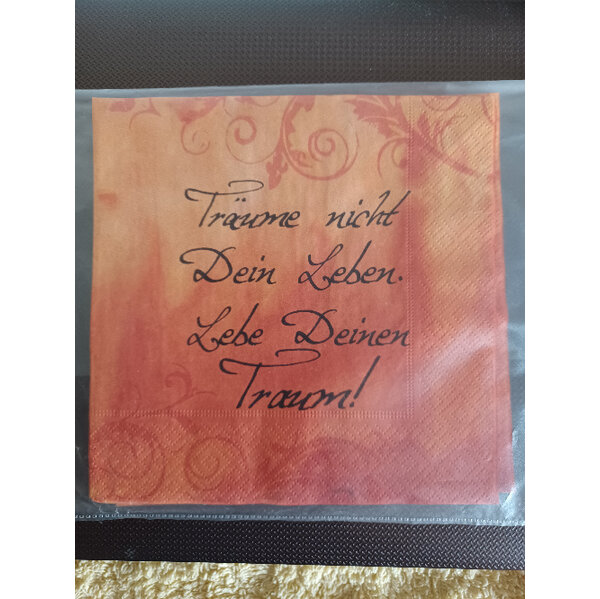 Träume nicht
Dein Leben.
Lebe Deinen
Traum!